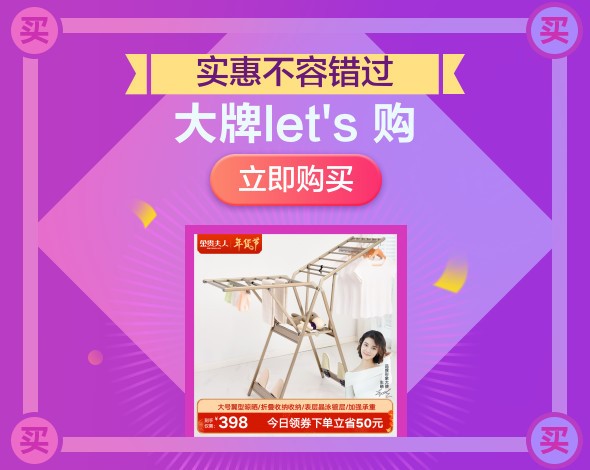 买 买
实惠不容错过
大牌let's 购
立即购买
年货节
大号翼型晾晒/折叠收纳收纳/表层晶冰镀层/加强承重
¥398 今日领券下单立省50元
买 买